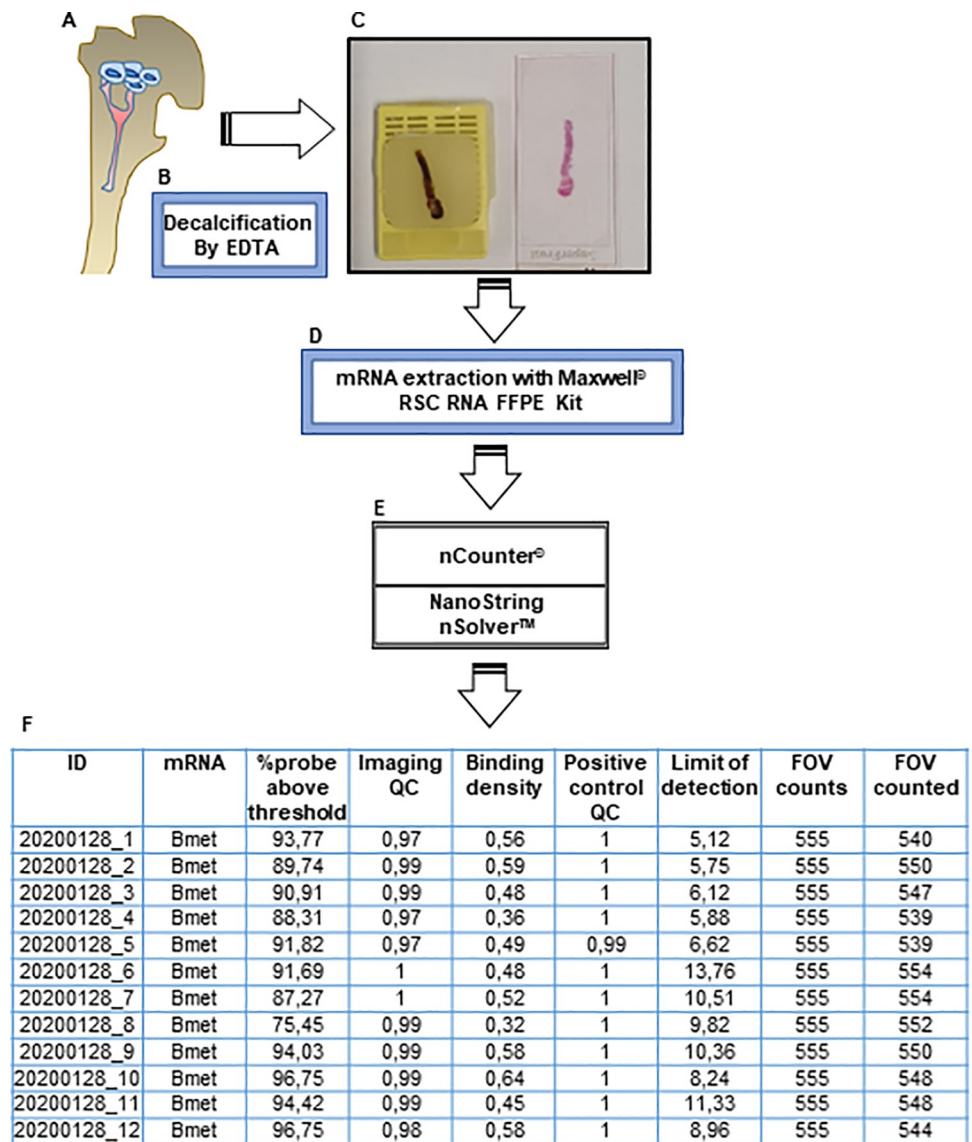 A
C
B
Decalcification
By EDTA
SuperFrost
D
mRNA extraction with Maxwell®
RSC RNA FFPE Kit
E
nCounter®
NanoString
nSolver™
F
ID mRNA %probe above threshold Imaging QC Binding density Positive control QC Limit of detection FOV counts FOV counted
20200128_1 Bmet 93,77 0,97 0,56 1 5,12 555 540
20200128_2 Bmet 89,74 0,99 0,59 1 5,75 555 550
20200128_3 Bmet 90,91 0,99 0,48 1 6,12 555 547
20200128_4 Bmet 88,31 0,97 0,36 1 5,88 555 539
20200128_5 Bmet 91,82 0,97 0,49 0,99 6,62 555 539
20200128_6 Bmet 91,69 1 0,48 1 13,76 555 554
20200128_7 Bmet 87,27 1 0,52 1 10,51 555 554
20200128_8 Bmet 75,45 0,99 0,32 1 9,82 555 552
20200128_9 Bmet 94,03 0,99 0,58 1 10,36 555 550
20200128_10 Bmet 96,75 0,99 0,64 1 8,24 555 548
20200128_11 Bmet 94,42 0,99 0,45 1 11,33 555 548
20200128_12 Bmet 96,75 0,98 0,58 1 8,96 555 544